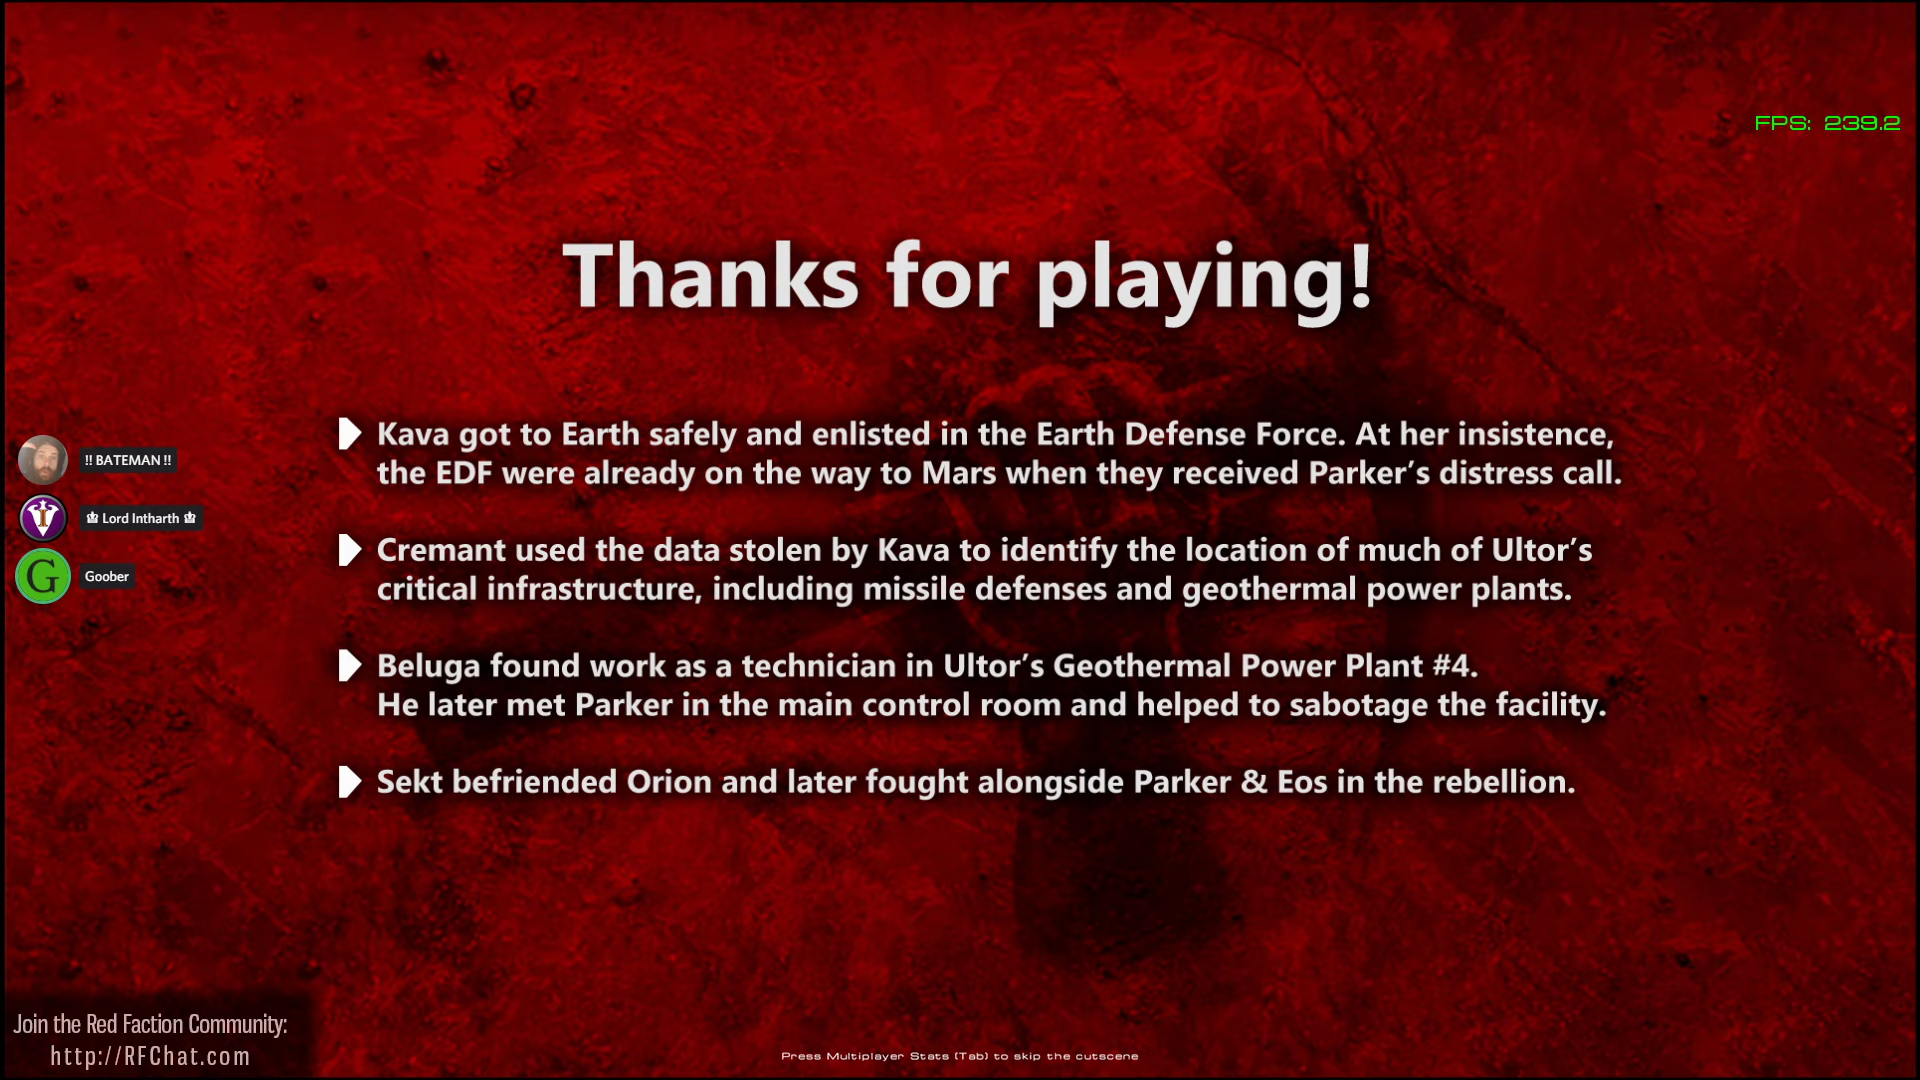 FPS: 239.2
Thanks for playing!
Kava got to Earth safely and enlisted in the Earth Defense Force. At her insistence,
the EDF were already on the way to Mars when they received Parker’s distress call.
Cremant used the data stolen by Kava to identify the location of much of Ultor’s
critical infrastructure, including missile defenses and geothermal power plants.
Beluga found work as a technician in Ultor’s Geothermal Power Plant #4.
He later met Parker in the main control room and helped to sabotage the facility.
Sekt befriended Orion and later fought alongside Parker & Eos in the rebellion.
!! BATEMAN !!
I
♔ Lord Intharth ♔
G
Goober
Join the Red Faction Community:
http://RFChat.com
Press Multiplayer Stats (Tab) to skip the cutscene